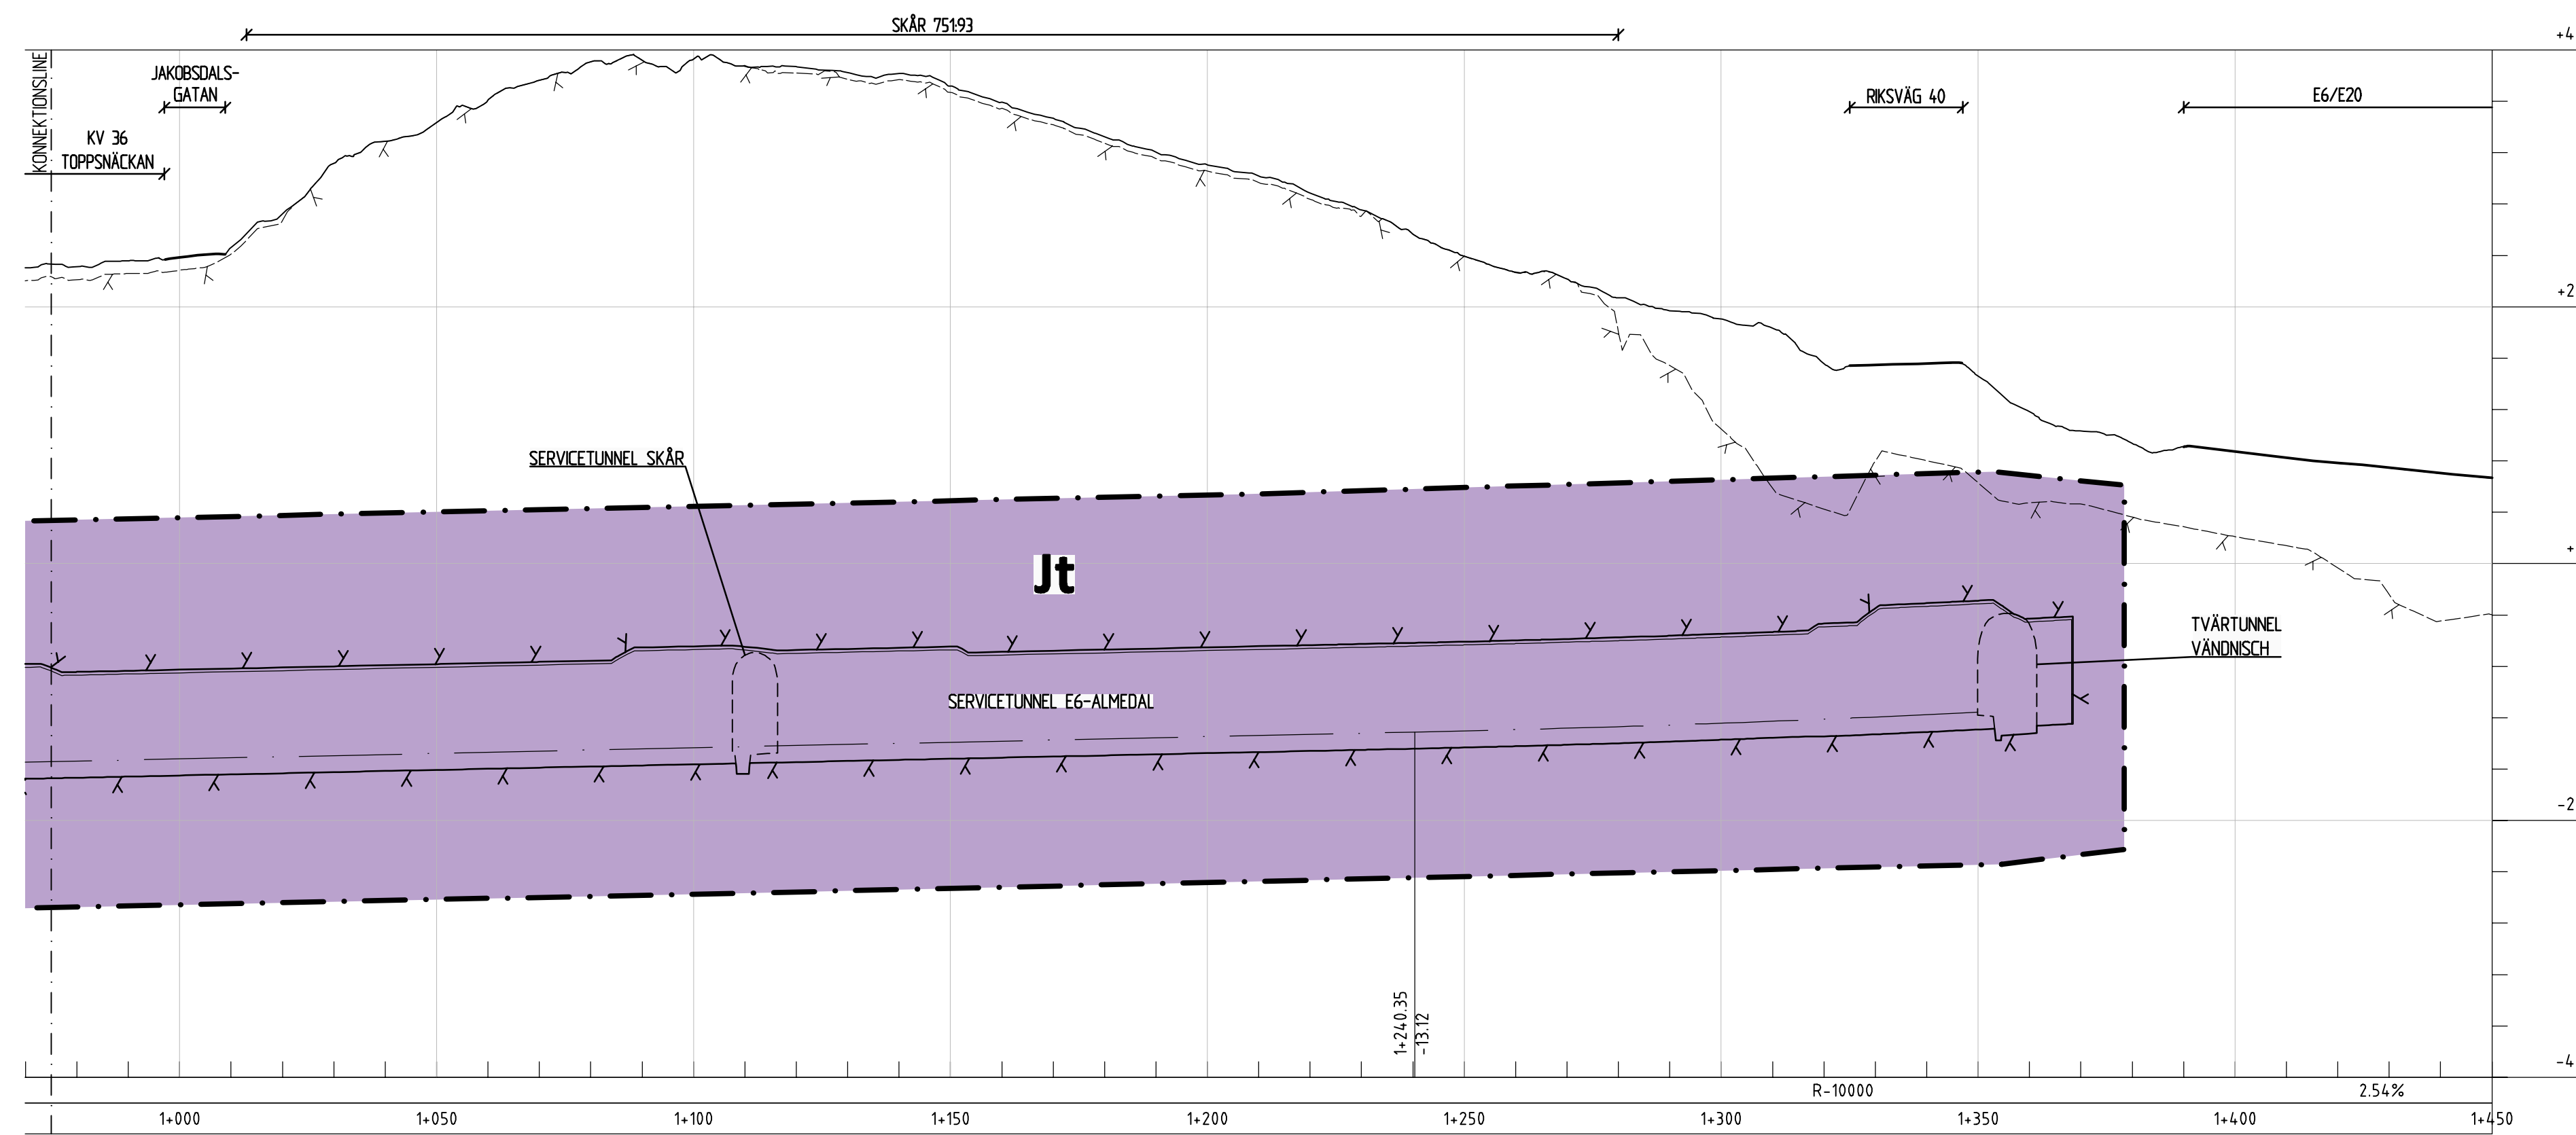 SKÅR 751:93
+4
KONNEKTIONSLINE
JAKOBSDALS-
GATAN
KV 36
TOPPSNÄCKAN
RIKSVÄG 40
E6/E20
+2
SERVICETUNNEL SKÅR
+
Jt
TVÄRTUNNEL
VÄNDNISCH
SERVICETUNNEL E6-ALMEDAL
-2
1+240.35
-13.12
-4
R-10000
2.54%
1+000
1+050
1+100
1+150
1+200
1+250
1+300
1+350
1+400
1+450